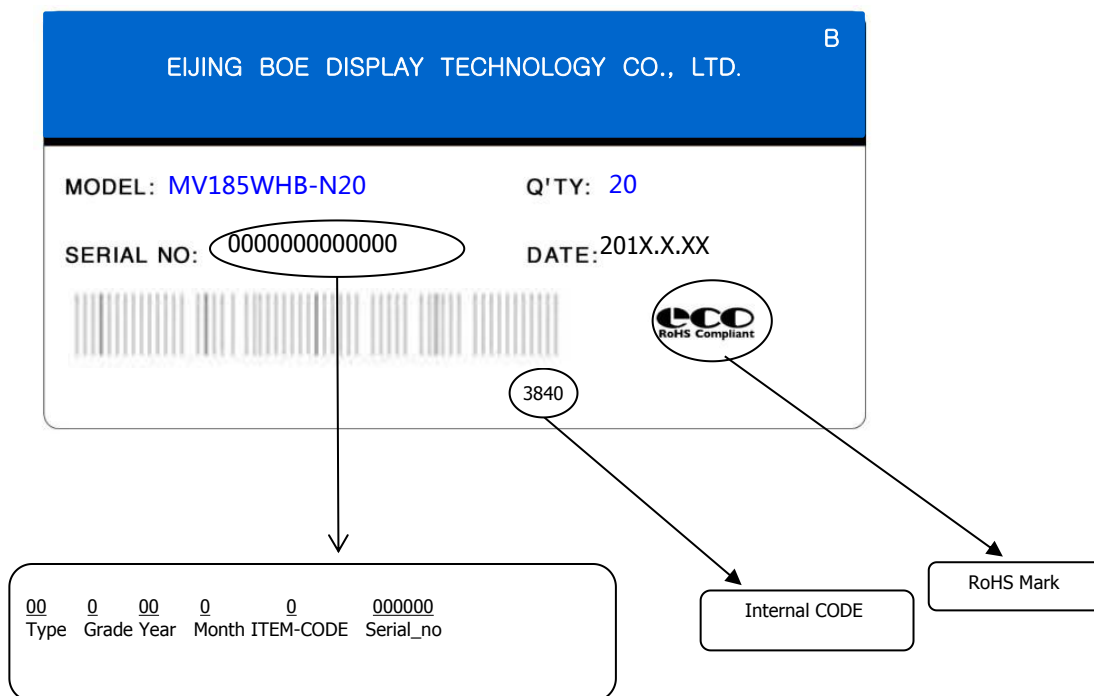 B
EIJING BOE DISPLAY TECHNOLOGY CO., LTD.
MODEL: MV185WHB-N20 Q'TY: 20
SERIAL NO: 0000000000000 DATE: 201X.X.XX
eco
RoHS Compliant
3840
RoHS Mark
Internal CODE
00 0 00 0 0 000000
Type Grade Year Month ITEM-CODE Serial_no